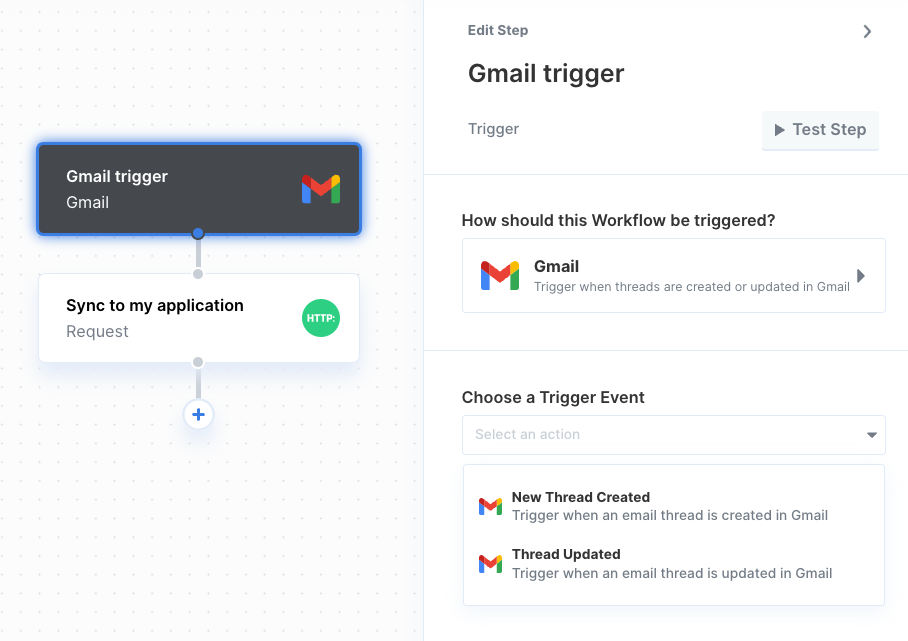 Gmail trigger
Gmail
Sync to my application
Request
HTTP:
Edit Step
Gmail trigger
Trigger
Test Step
How should this Workflow be triggered?
Gmail
Trigger when threads are created or updated in Gmail
Choose a Trigger Event
Select an action
New Thread Created
Trigger when an email thread is created in Gmail
Thread Updated
Trigger when an email thread is updated in Gmail